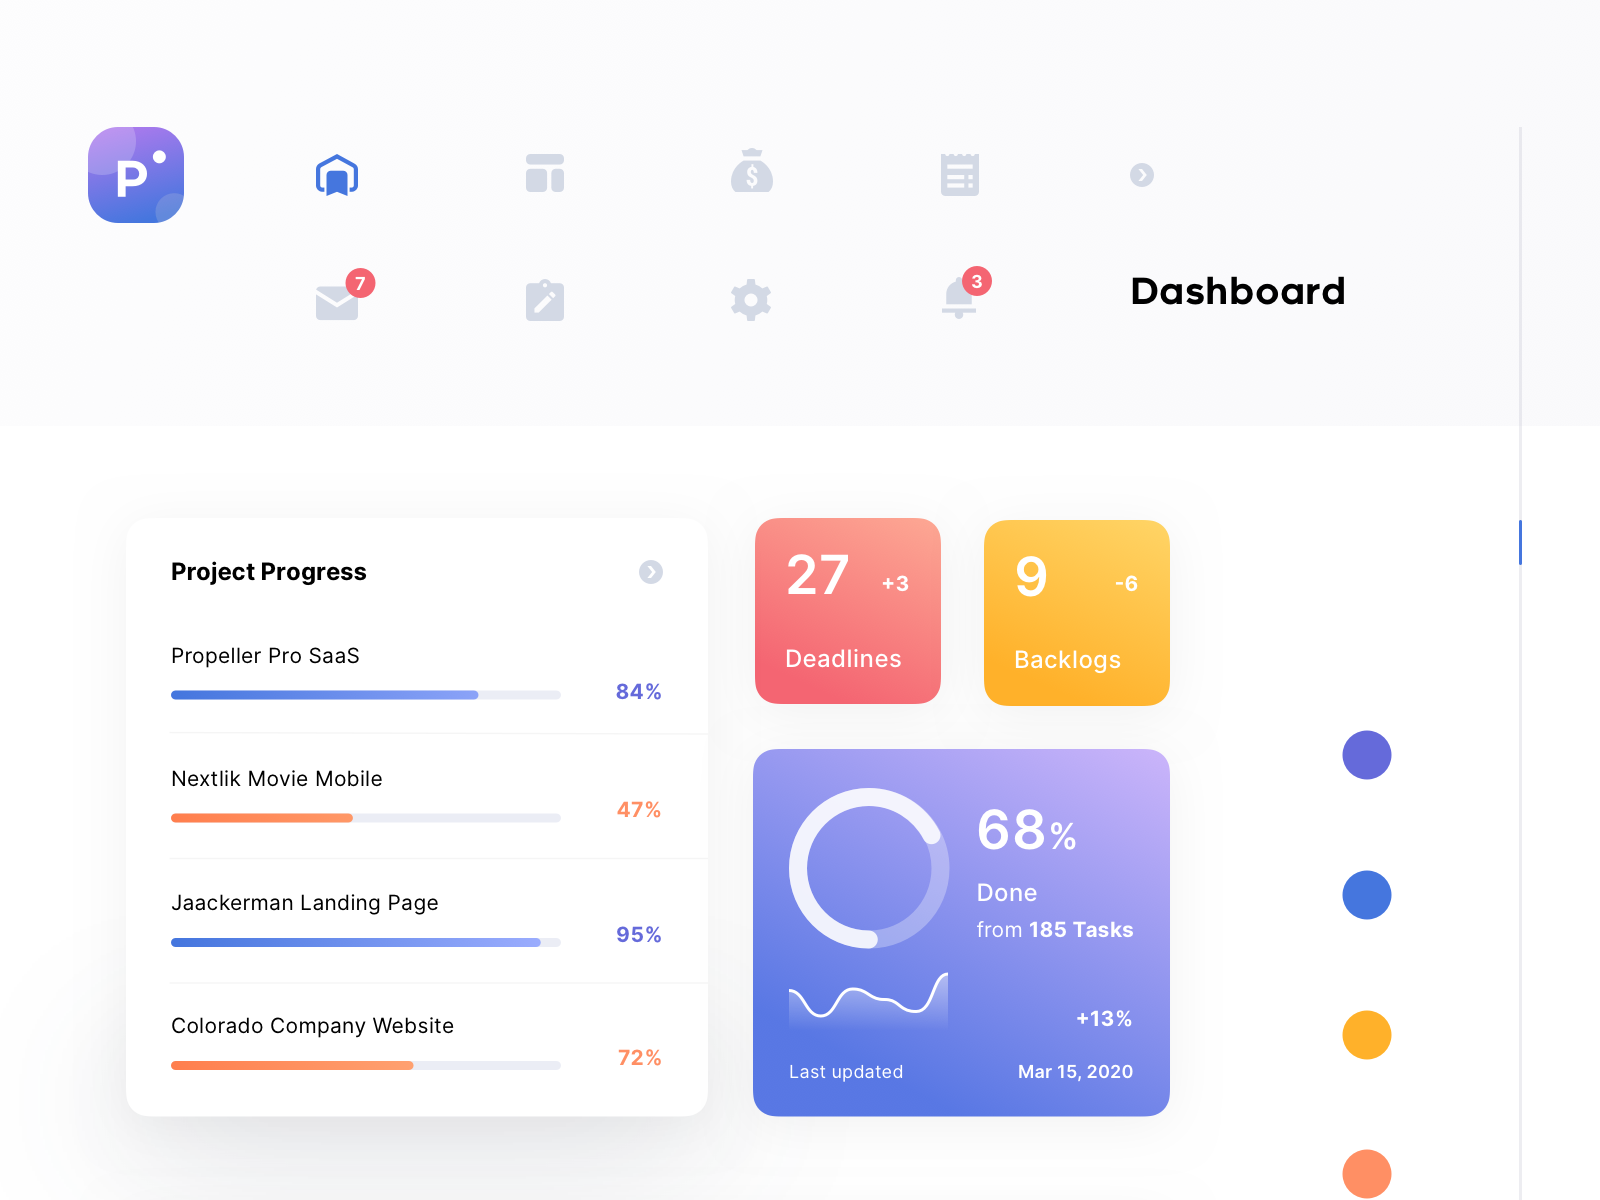 P
$
7
3
Dashboard
Project Progress
Propeller Pro SaaS
84%
Nextlik Movie Mobile
47%
Jaackerman Landing Page
95%
Colorado Company Website
72%
27 +3
Deadlines
9 -6
Backlogs
68%
Done
from 185 Tasks
+13%
Last updated Mar 15, 2020